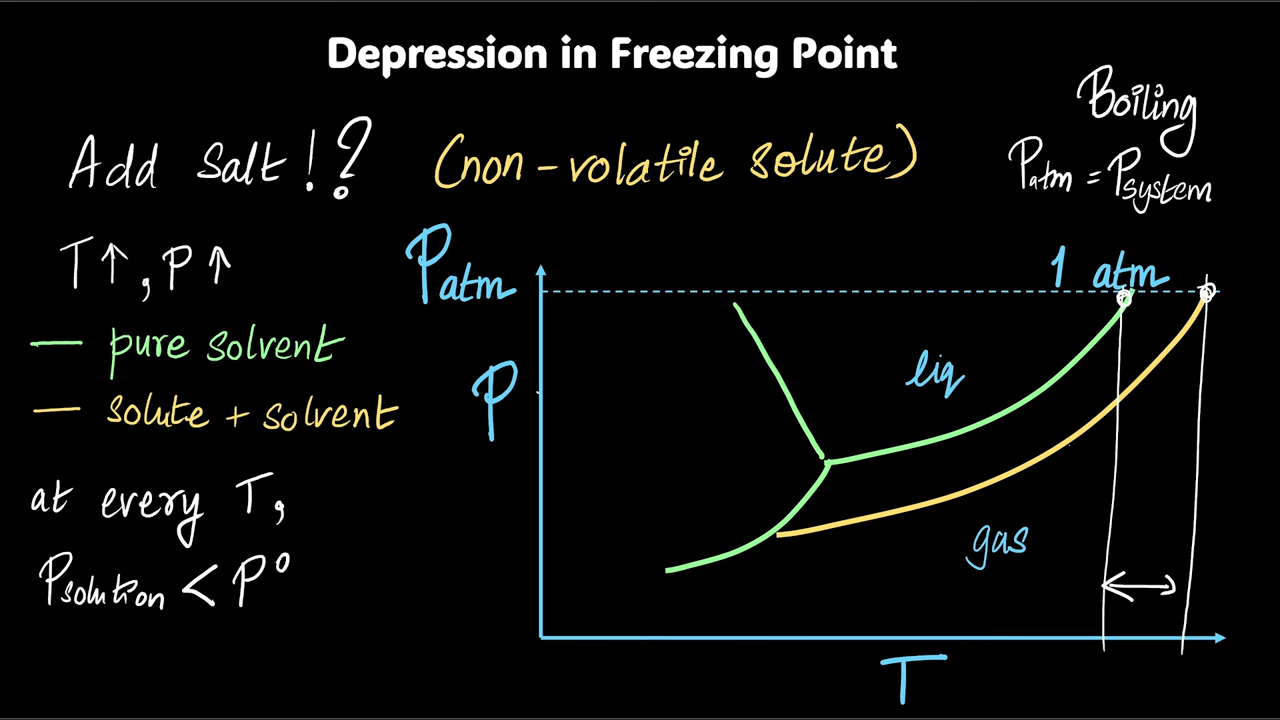 Depression in Freezing Point
Boiling
Patm = Psystem
Add salt!? (non-volatile solute)
T↑, P↑
Patm
1 atm
— pure solvent
P
liq
— solute + solvent
at every T,
gas
Psolution < P°
T